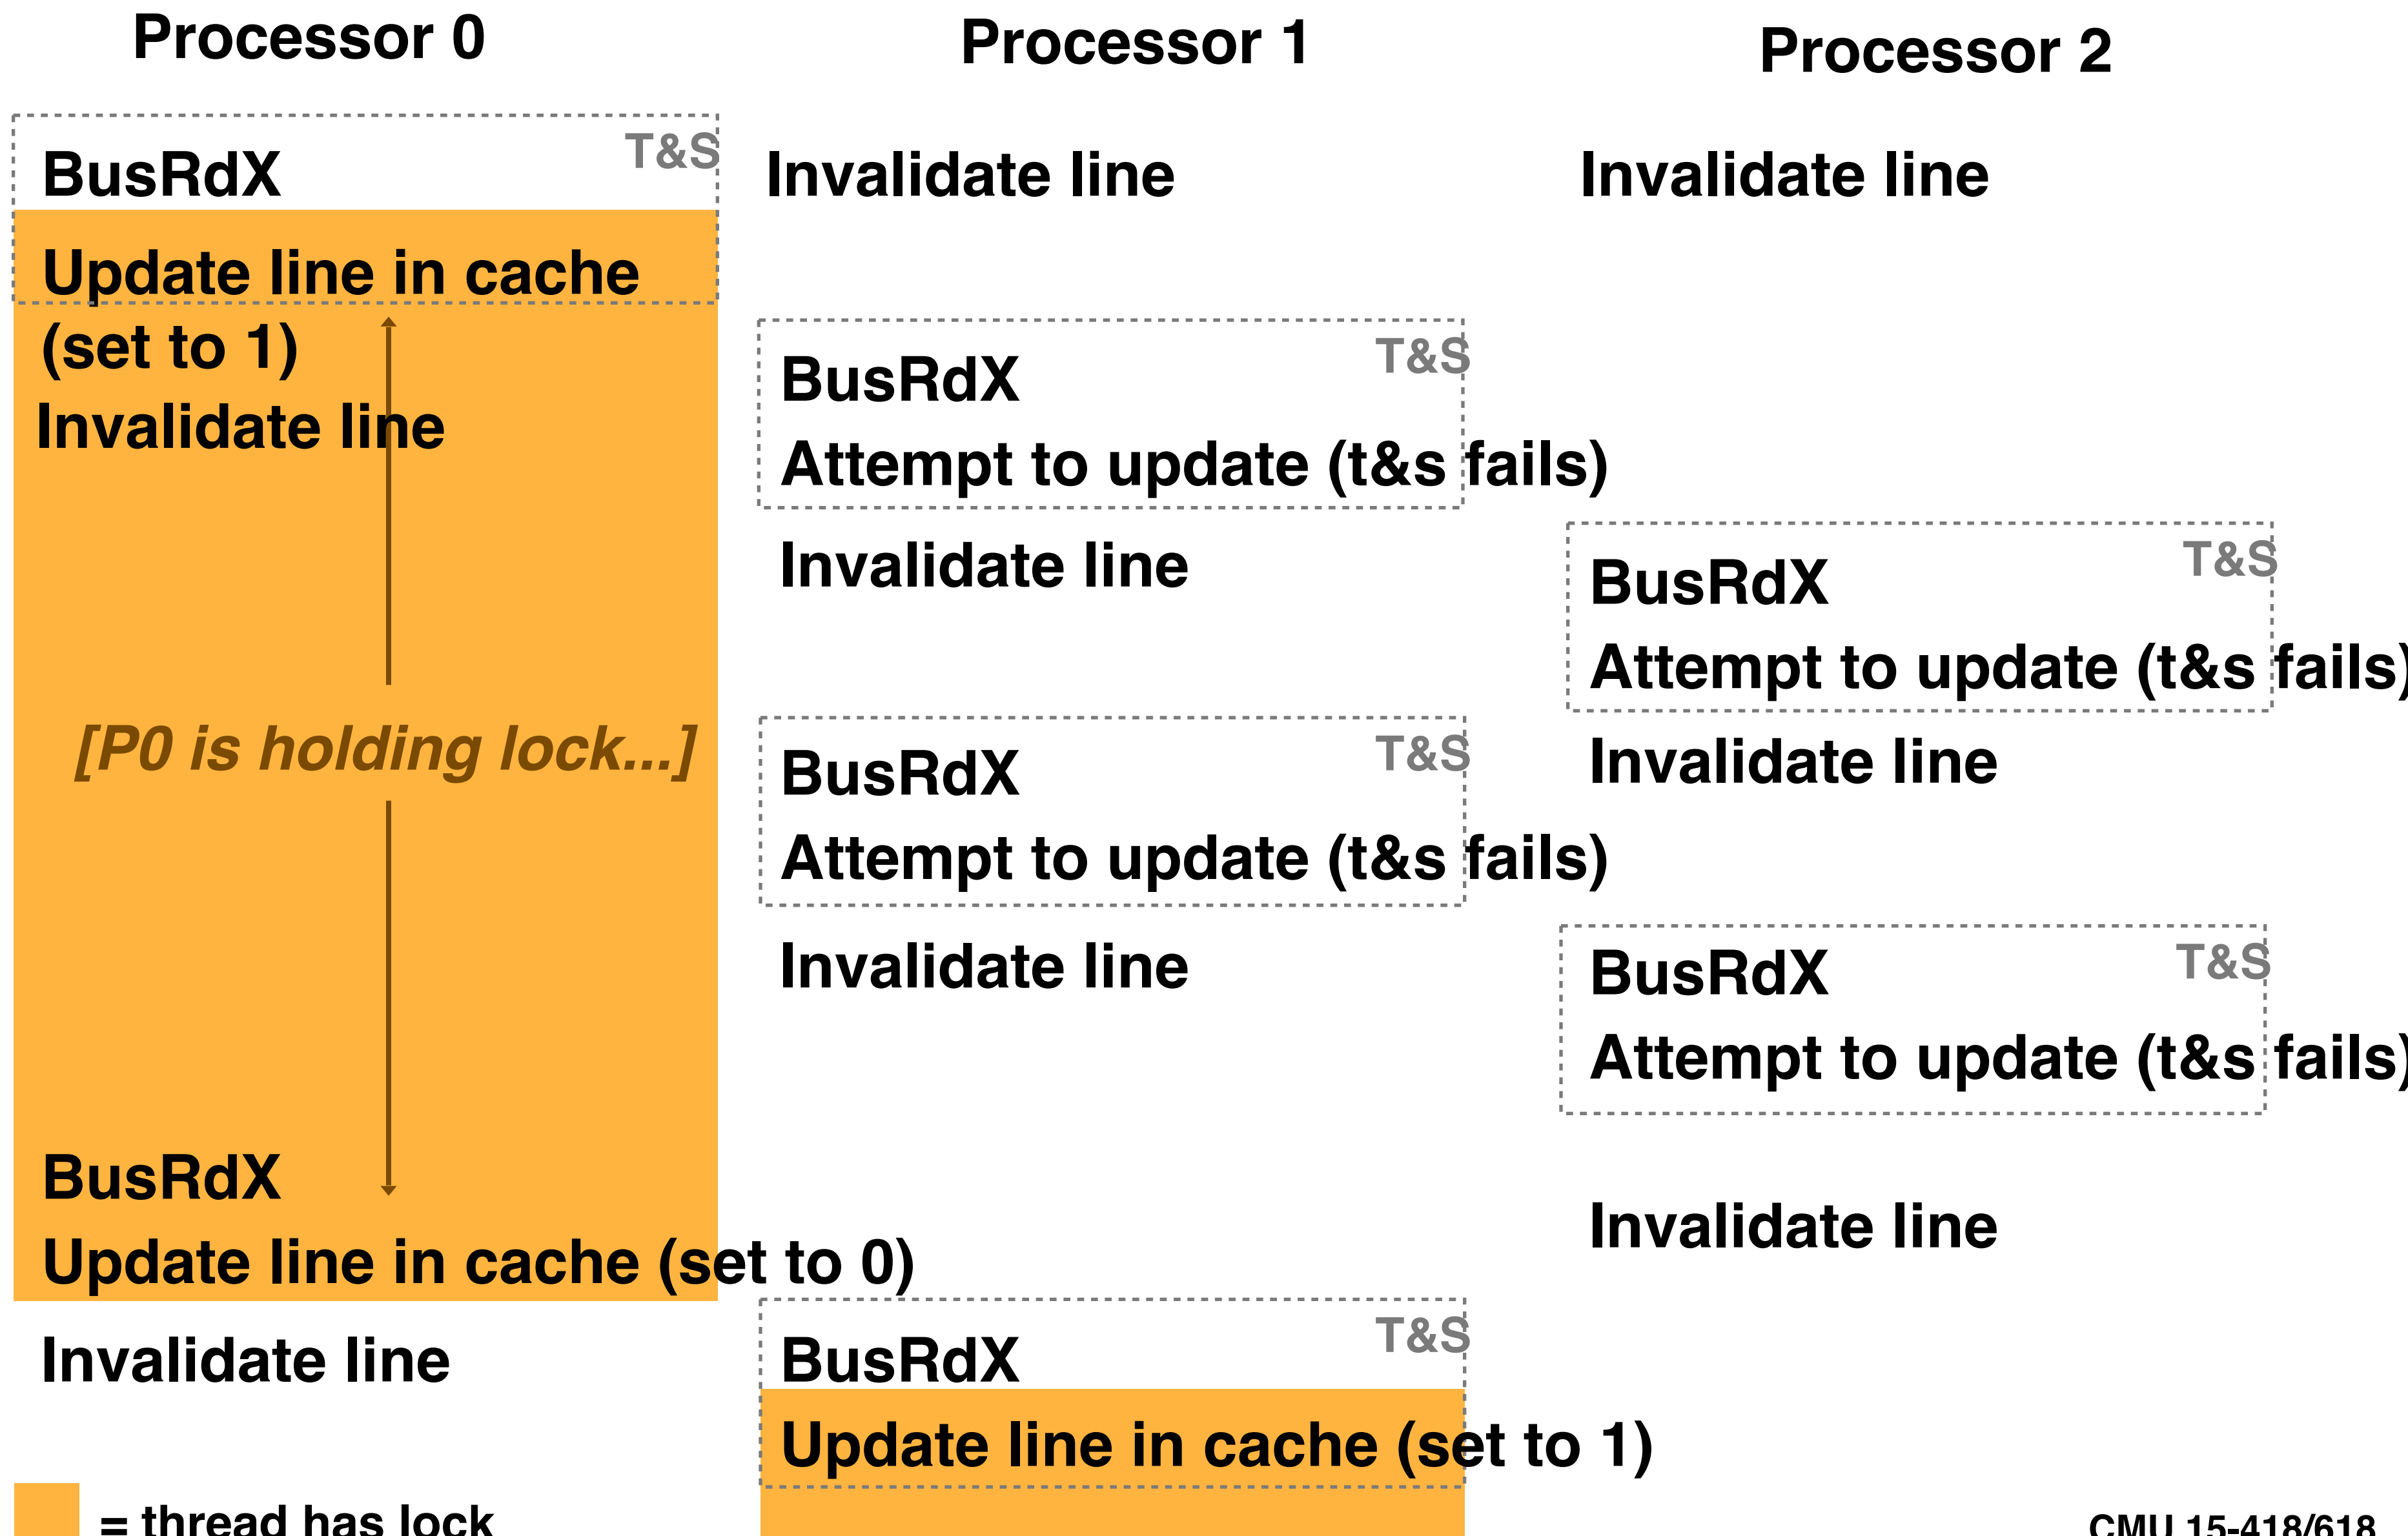 Processor 0
Processor 1
Processor 2
T&S
BusRdX
Invalidate line
Invalidate line
Update line in cache
(set to 1)
T&S
BusRdX
Invalidate line
Attempt to update (t&s fails)
T&S
Invalidate line
BusRdX
Attempt to update (t&s fails)
[P0 is holding lock...]
T&S
BusRdX
Invalidate line
Attempt to update (t&s fails)
T&S
Invalidate line
BusRdX
Attempt to update (t&s fails)
BusRdX
Invalidate line
Update line in cache (set to 0)
T&S
Invalidate line
BusRdX
Update line in cache (set to 1)
= thread has lock
CMU 15-418/618